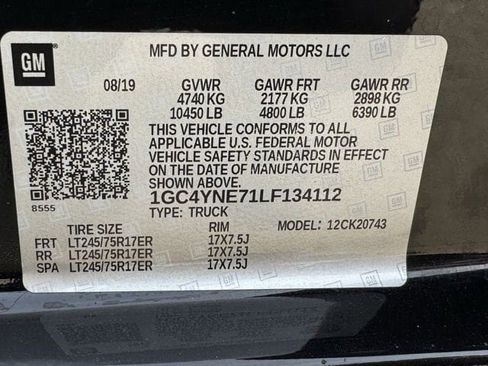 GM
MFD BY GENERAL MOTORS LLC
08/19 GVWR GAWR FRT GAWR RR
4740 KG 2177 KG 2898 KG
10450 LB 4800 LB 6390 LB
THIS VEHICLE CONFORMS TO ALL
APPLICABLE U.S. FEDERAL MOTOR
VEHICLE SAFETY STANDARDS IN EFFECT
ON THE DATE OF MANUFACTURE
SHOWN ABOVE.
1GC4YNE71LF134112
8555
TYPE: TRUCK
TIRE SIZE RIM MODEL: 12CK20743
FRT LT245/75R17ER 17X7.5J
RR LT245/75R17ER 17X7.5J
SPA LT245/75R17ER 17X7.5J